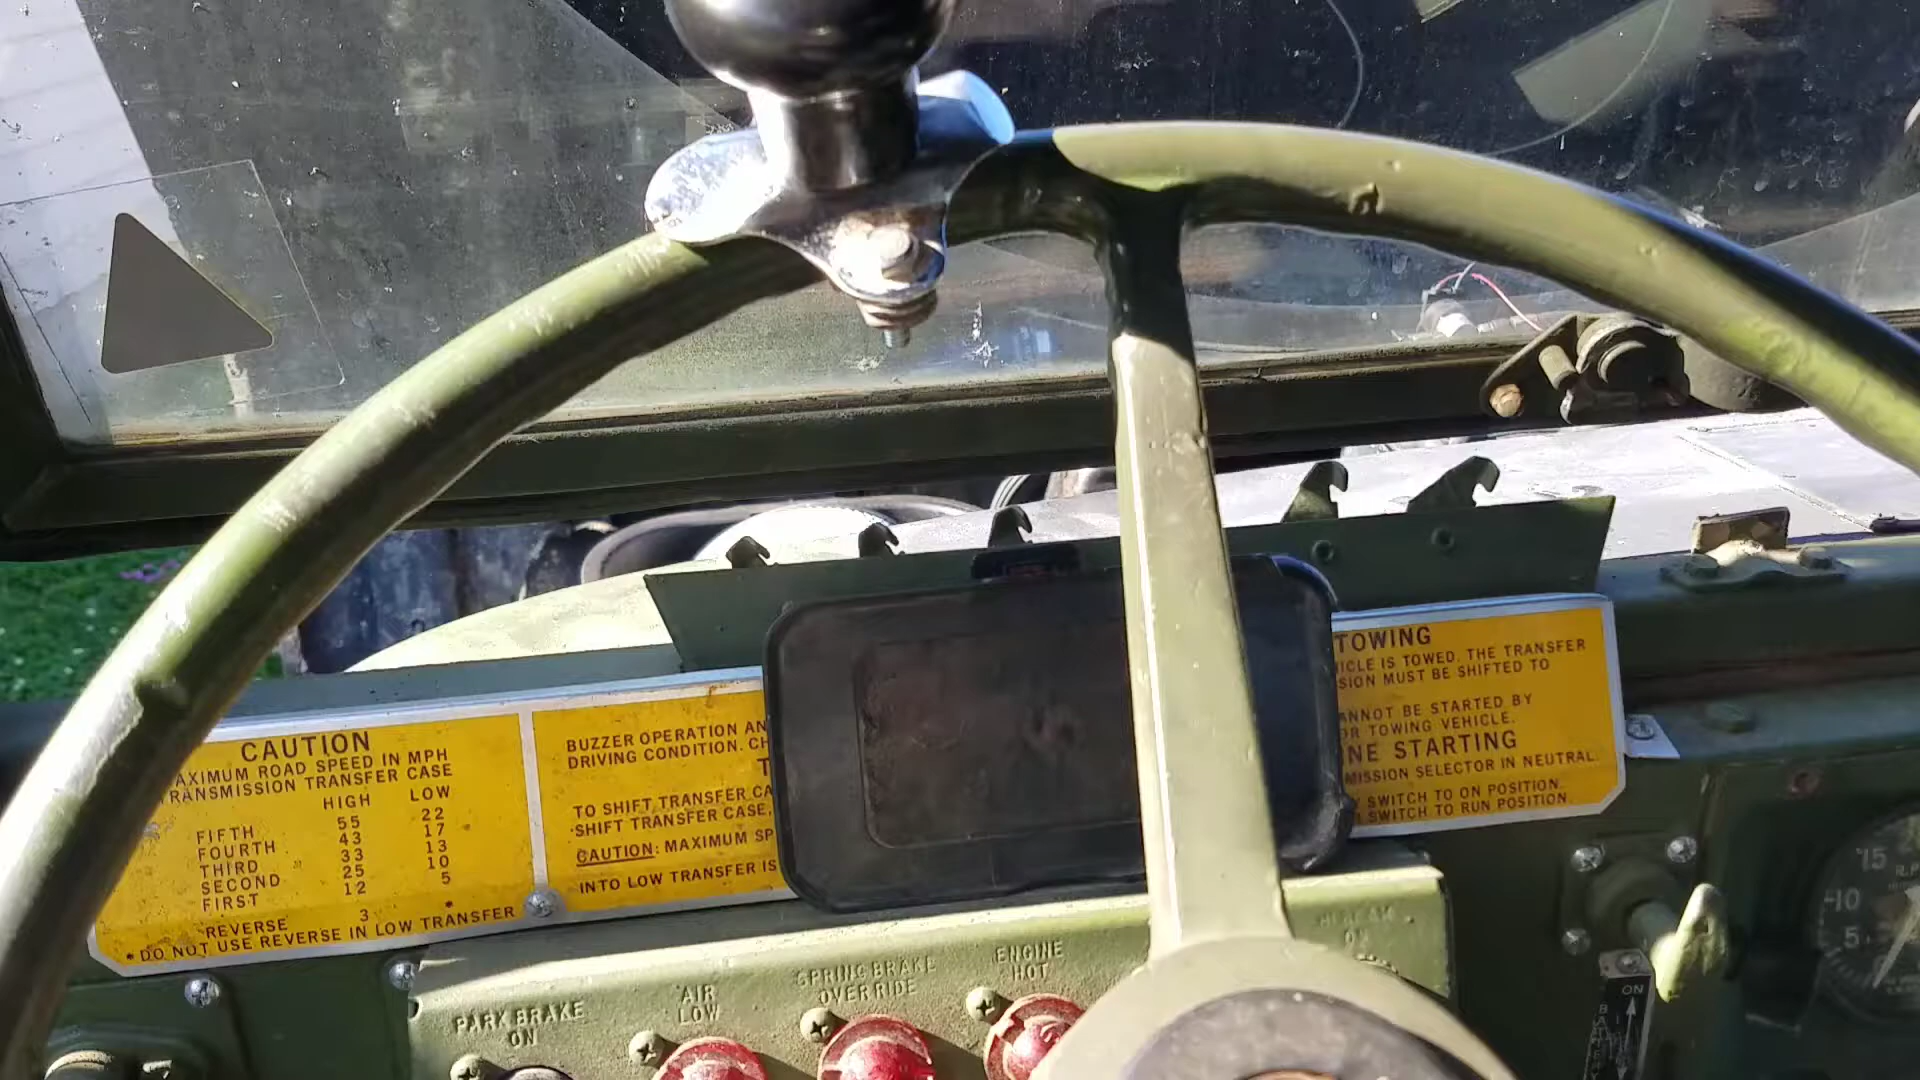 CAUTION
AXIMUM ROAD SPEED IN MPH
TRANSMISSION TRANSFER CASE
HIGH LOW
FIFTH 55 22
FOURTH 43 17
THIRD 33 13
SECOND 25 10
FIRST 12 5
REVERSE 3 *
*DO NOT USE REVERSE IN LOW TRANSFER
BUZZER OPERATION AN
DRIVING CONDITION. CH
T
TO SHIFT TRANSFER CA
SHIFT TRANSFER CASE,
CAUTION: MAXIMUM SP
INTO LOW TRANSFER IS
TOWING
ICLE IS TOWED, THE TRANSFER
SION MUST BE SHIFTED TO
ANNOT BE STARTED BY
OR TOWING VEHICLE.
NE STARTING
MISSION SELECTOR IN NEUTRAL.
SWITCH TO ON POSITION.
SWITCH TO RUN POSITION.
PARK BRAKE
ON
AIR
LOW
SPRING BRAKE
OVERRIDE
ENGINE
HOT
ON
ON
15
10
5